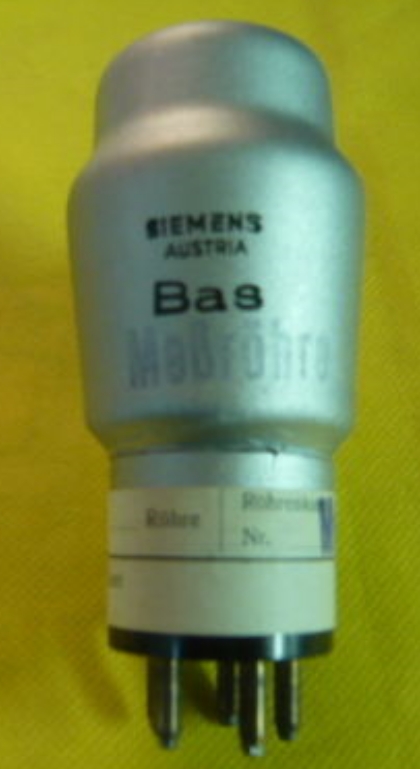 SIEMENS
AUSTRIA
Bas
Meßröhre
Röhre
Nr.